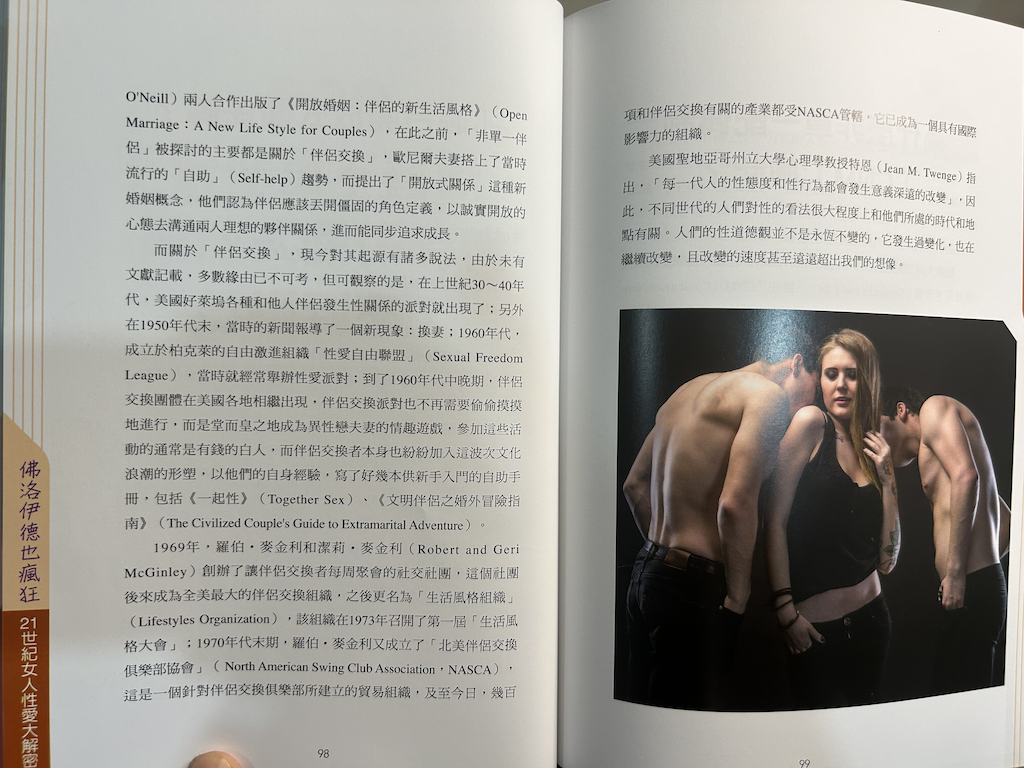 O'Neill）兩人合作出版了《開放婚姻：伴侶的新生活風格》（Open
Marriage：A New Life Style for Couples），在此之前，「非單一伴
侶」被探討的主要都是關於「伴侶交換」，歐尼爾夫妻搭上了當時
流行的「自助」（Self-help）趨勢，而提出了「開放式關係」這種新
婚姻概念，他們認為伴侶應該丟開僵固的角色定義，以誠實開放的
心態去溝通兩人理想的夥伴關係，進而能同步追求成長。
而關於「伴侶交換」，現今對其起源有諸多說法，由於未有
文獻記載，多數緣由已不可考，但可觀察的是，在上世紀30～40年
代，美國好萊塢各種和他人伴侶發生性關係的派對就出現了；另外
在1950年代末，當時的新聞報導了一個新現象：換妻；1960年代，
成立於柏克萊的自由激進組織「性愛自由聯盟」（Sexual Freedom
League），當時就經常舉辦性愛派對；到了1960年代中晚期，伴侶
交換團體在美國各地相繼出現，伴侶交換派對也不再需要偷偷摸摸
地進行，而是堂而皇之地成為異性戀夫妻的情趣遊戲，參加這些活
動的通常是有錢的白人，而伴侶交換者本身也紛紛加入這波次文化
浪潮的形塑，以他們的自身經驗，寫了好幾本供新手入門的自助手
冊，包括《一起性》（Together Sex）、《文明伴侶之婚外冒險指
南》（The Civilized Couple's Guide to Extramarital Adventure）。
1969年，羅伯・麥金利和潔莉・麥金利（Robert and Geri
McGinley）創辦了讓伴侶交換者每周聚會的社交社團，這個社團
後來成為全美最大的伴侶交換組織，之後更名為「生活風格組織」
（Lifestyles Organization），該組織在1973年召開了第一屆「生活風
格大會」；1970年代末期，羅伯・麥金利又成立了「北美伴侶交換
俱樂部協會」（ North American Swing Club Association，NASCA），
這是一個針對伴侶交換俱樂部所建立的貿易組織，及至今日，幾百
98
佛洛伊德也瘋狂
21世紀女人性愛大解密
項和伴侶交換有關的產業都受NASCA管轄，它已成為一個具有國際
影響力的組織。
美國聖地亞哥州立大學心理學教授特恩（Jean M. Twenge）指
出，「每一代人的性態度和性行為都會發生意義深遠的改變」，因
此，不同世代的人們對性的看法很大程度上和他們所處的時代和地
點有關。人們的性道德觀並不是永恆不變的，它發生過變化，也在
繼續改變，且改變的速度甚至遠遠超出我們的想像。
99